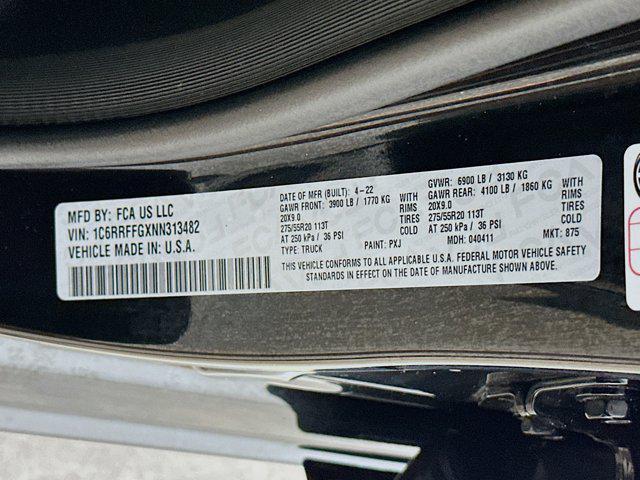 MFD BY: FCA US LLC
VIN: 1C6RRFFGXNN313482
VEHICLE MADE IN: U.S.A.
DATE OF MFR (BUILT): 4-22
GAWR FRONT: 3900 LB / 1770 KG WITH
20X9.0 RIMS
275/55R20 113T TIRES
AT 250 kPa / 36 PSI COLD
TYPE: TRUCK PAINT: PXJ
GVWR: 6900 LB / 3130 KG
GAWR REAR: 4100 LB / 1860 KG WITH
20X9.0 RIMS
275/55R20 113T TIRES
AT 250 kPa / 36 PSI COLD
MDH: 040411 MKT: 875
THIS VEHICLE CONFORMS TO ALL APPLICABLE U.S.A. FEDERAL MOTOR VEHICLE SAFETY
STANDARDS IN EFFECT ON THE DATE OF MANUFACTURE SHOWN ABOVE.